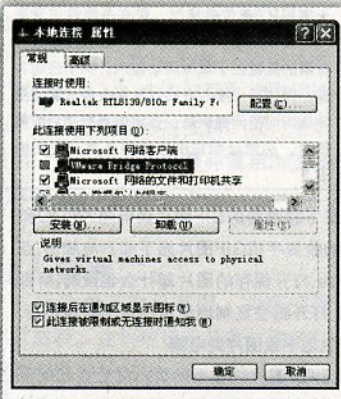 本地连接 属性
常规 高级
连接时使用:
Realtek RTL8139/810x Family Fa
配置(C)...
此连接使用下列项目(O):
Microsoft 网络客户端
VMware Bridge Protocol
Microsoft 网络的文件和打印机共享
安装(N)... 卸载(U) 属性(R)
说明
Gives virtual machines access to physical
networks.
连接后在通知区域显示图标(W)
此连接被限制或无连接时通知我(M)
确定 取消